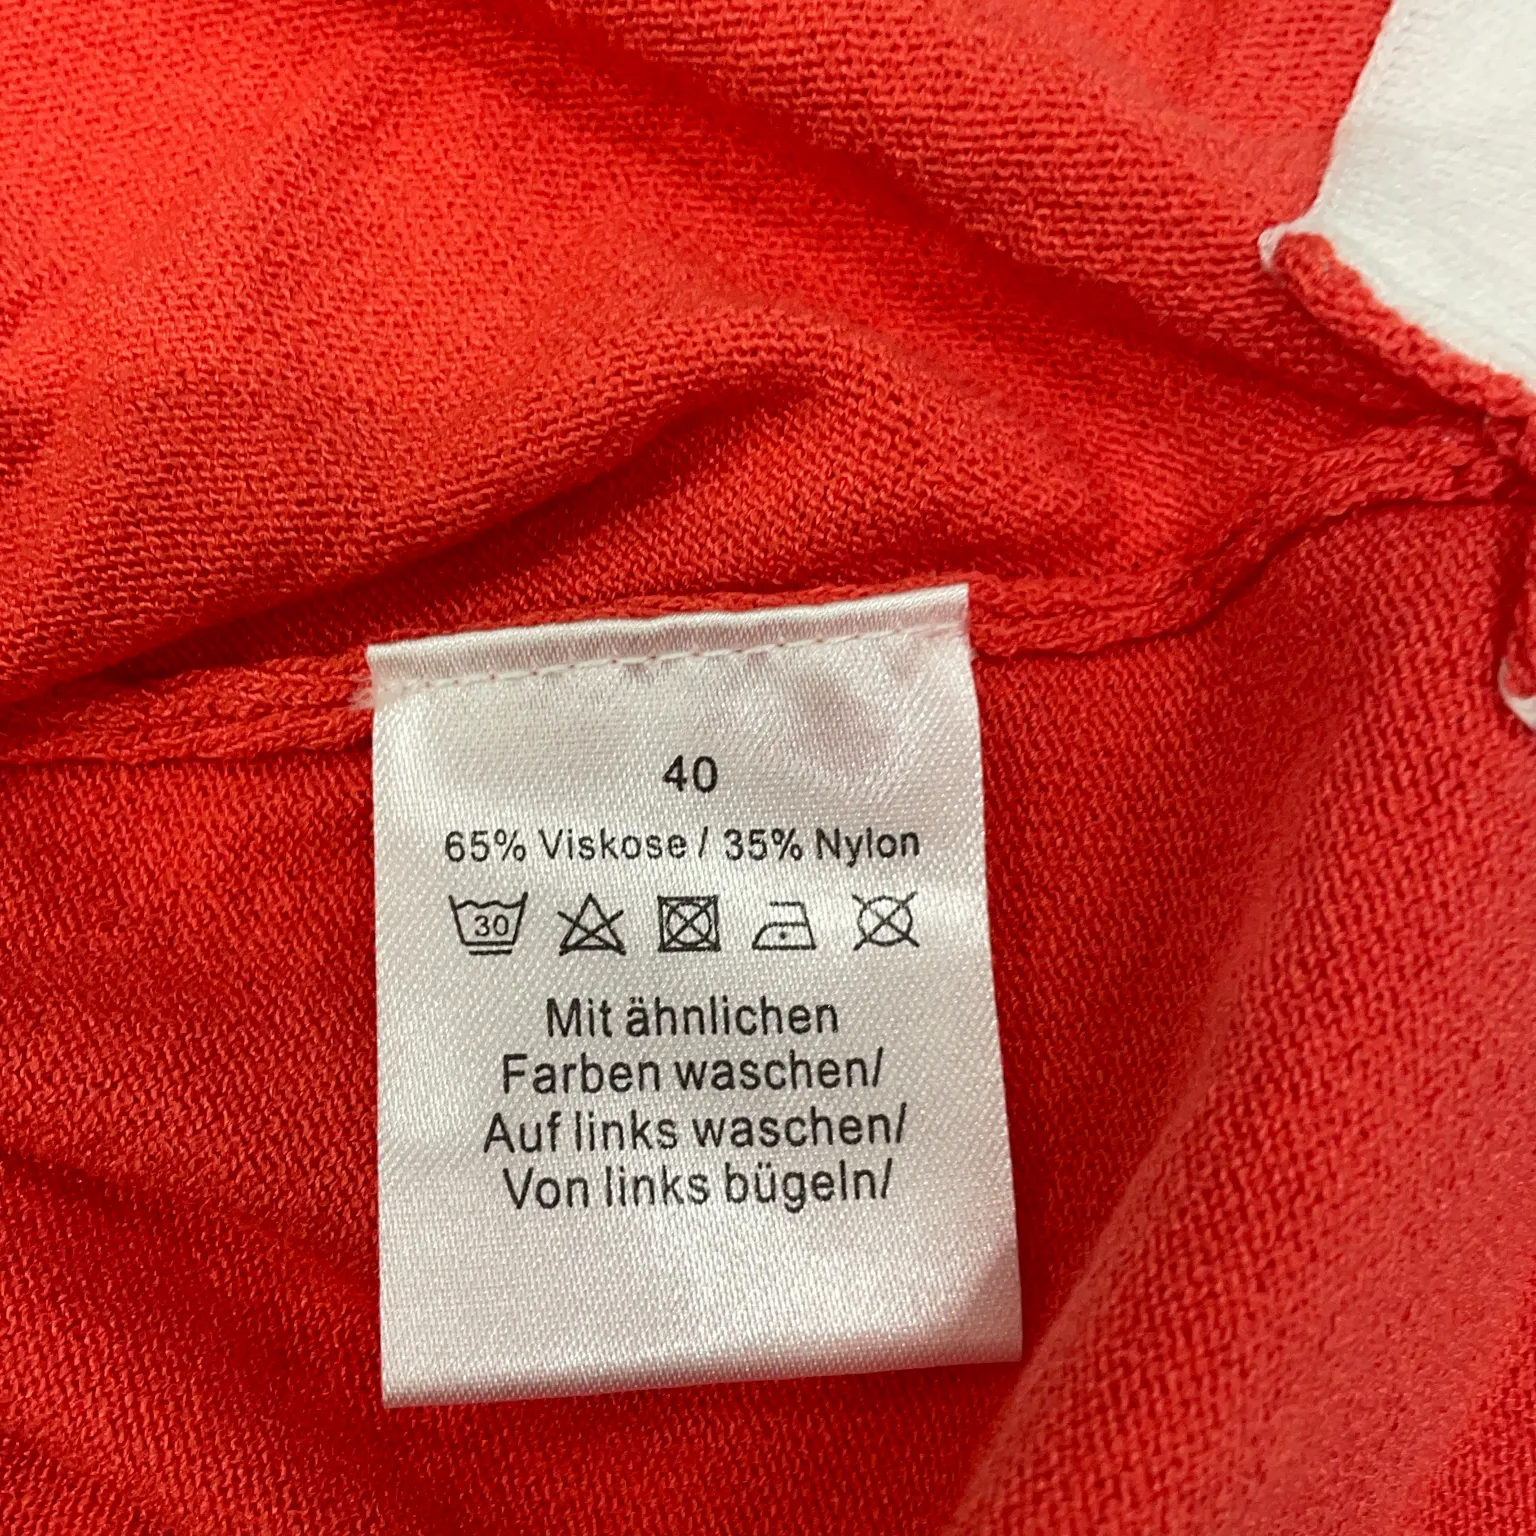 40
65% Viskose / 35% Nylon
30
Mit ähnlichen
Farben waschen/
Auf links waschen/
Von links bügeln/